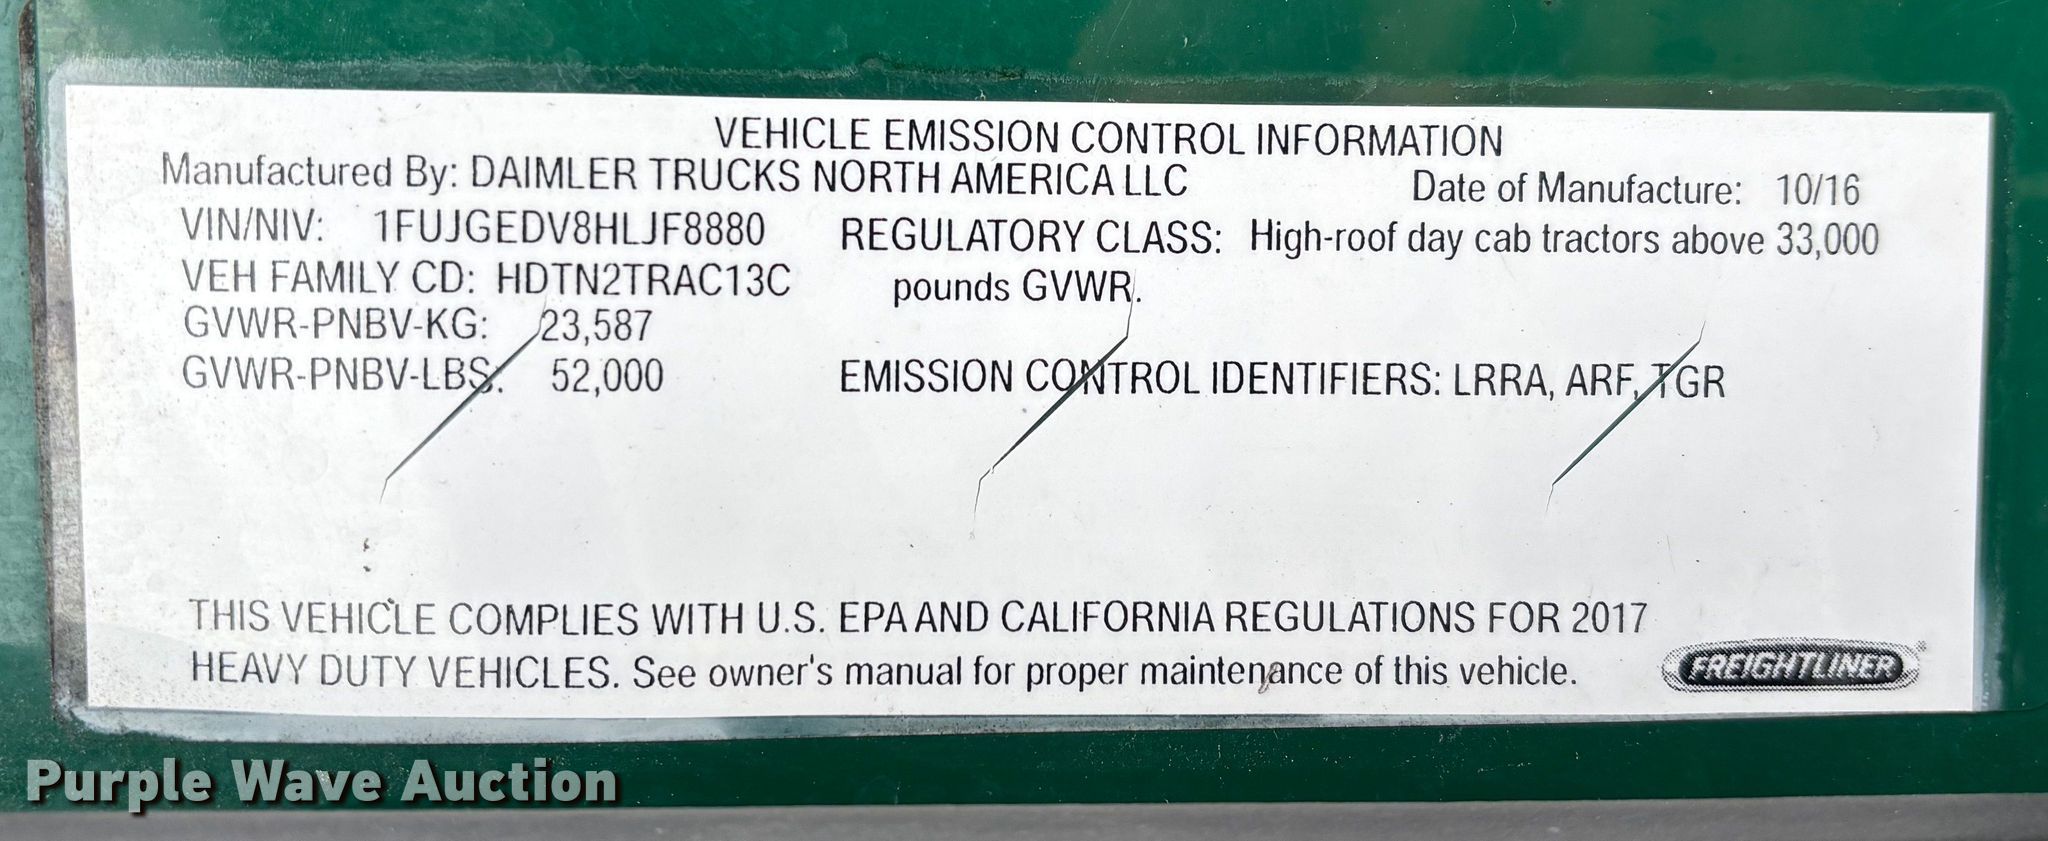 VEHICLE EMISSION CONTROL INFORMATION
Manufactured By: DAIMLER TRUCKS NORTH AMERICA LLC
Date of Manufacture: 10/16
VIN/NIV: 1FUJGEDV8HLJF8880
REGULATORY CLASS: High-roof day cab tractors above 33,000
pounds GVWR.
VEH FAMILY CD: HDTN2TRAC13C
GVWR-PNBV-KG: 23,587
GVWR-PNBV-LBS: 52,000
EMISSION CONTROL IDENTIFIERS: LRRA, ARF, TGR
THIS VEHICLE COMPLIES WITH U.S. EPA AND CALIFORNIA REGULATIONS FOR 2017
HEAVY DUTY VEHICLES. See owner's manual for proper maintenance of this vehicle.
FREIGHTLINER®
Purple Wave Auction